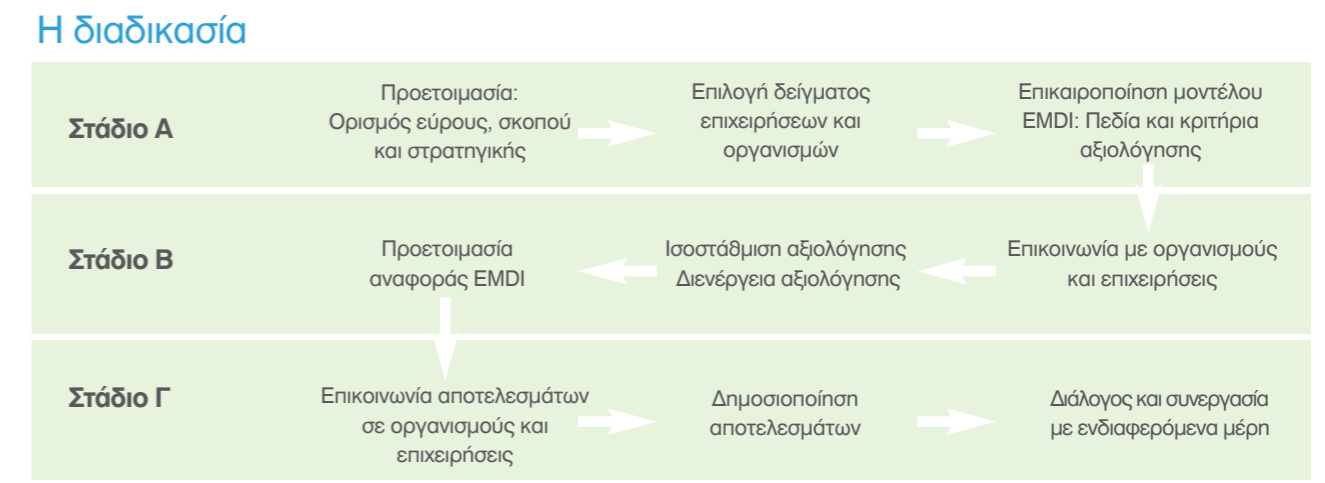 Η διαδικασία
Στάδιο Α
Προετοιμασία:
Ορισμός εύρους, σκοπού
και στρατηγικής
Επιλογή δείγματος
επιχειρήσεων και
οργανισμών
Επικαιροποίηση μοντέλου
EMDI: Πεδία και κριτήρια
αξιολόγησης
Στάδιο Β
Προετοιμασία
αναφοράς EMDI
Ισοστάθμιση αξιολόγησης
Διενέργεια αξιολόγησης
Επικοινωνία με οργανισμούς
και επιχειρήσεις
Στάδιο Γ
Επικοινωνία αποτελεσμάτων
σε οργανισμούς και
επιχειρήσεις
Δημοσιοποίηση
αποτελεσμάτων
Διάλογος και συνεργασία
με ενδιαφερόμενα μέρη